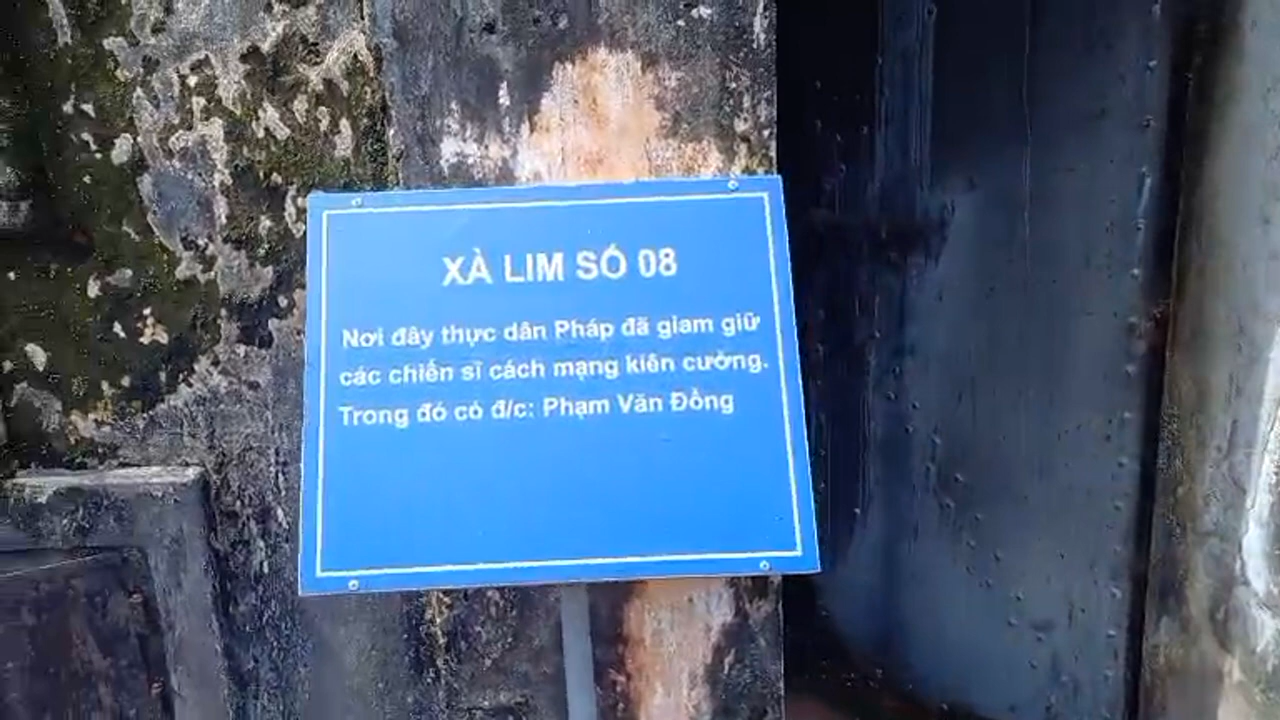 XÀ LIM SỐ 08
Nơi đây thực dân Pháp đã giam giữ
các chiến sĩ cách mạng kiên cường.
Trong đó có đ/c: Phạm Văn Đồng